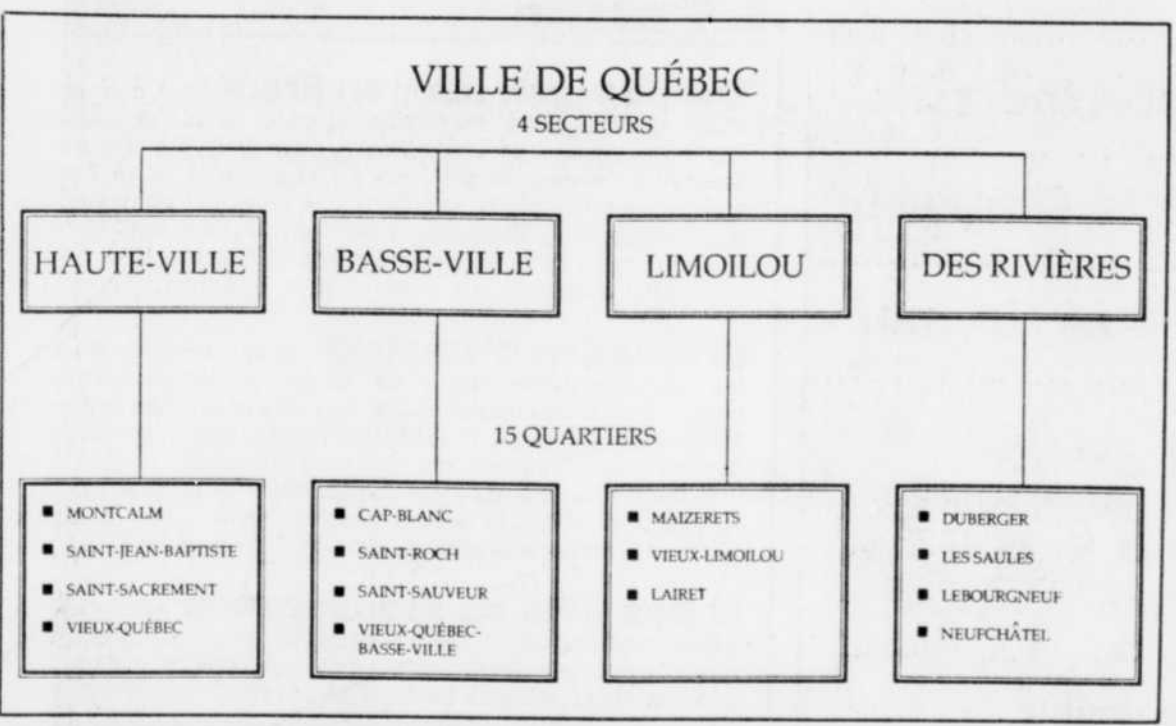 VILLE DE QUÉBEC
4 SECTEURS
HAUTE-VILLE
BASSE-VILLE
LIMOILOU
DES RIVIÈRES
15 QUARTIERS
■ MONTCALM
■ SAINT-JEAN-BAPTISTE
■ SAINT-SACREMENT
■ VIEUX-QUÉBEC
■ CAP-BLANC
■ SAINT-ROCH
■ SAINT-SAUVEUR
■ VIEUX-QUÉBEC-
BASSE-VILLE
■ MAIZERETS
■ VIEUX-LIMOILOU
■ LAIRET
■ DUBERGER
■ LES SAULES
■ LEBOURGNEUF
■ NEUFCHÂTEL